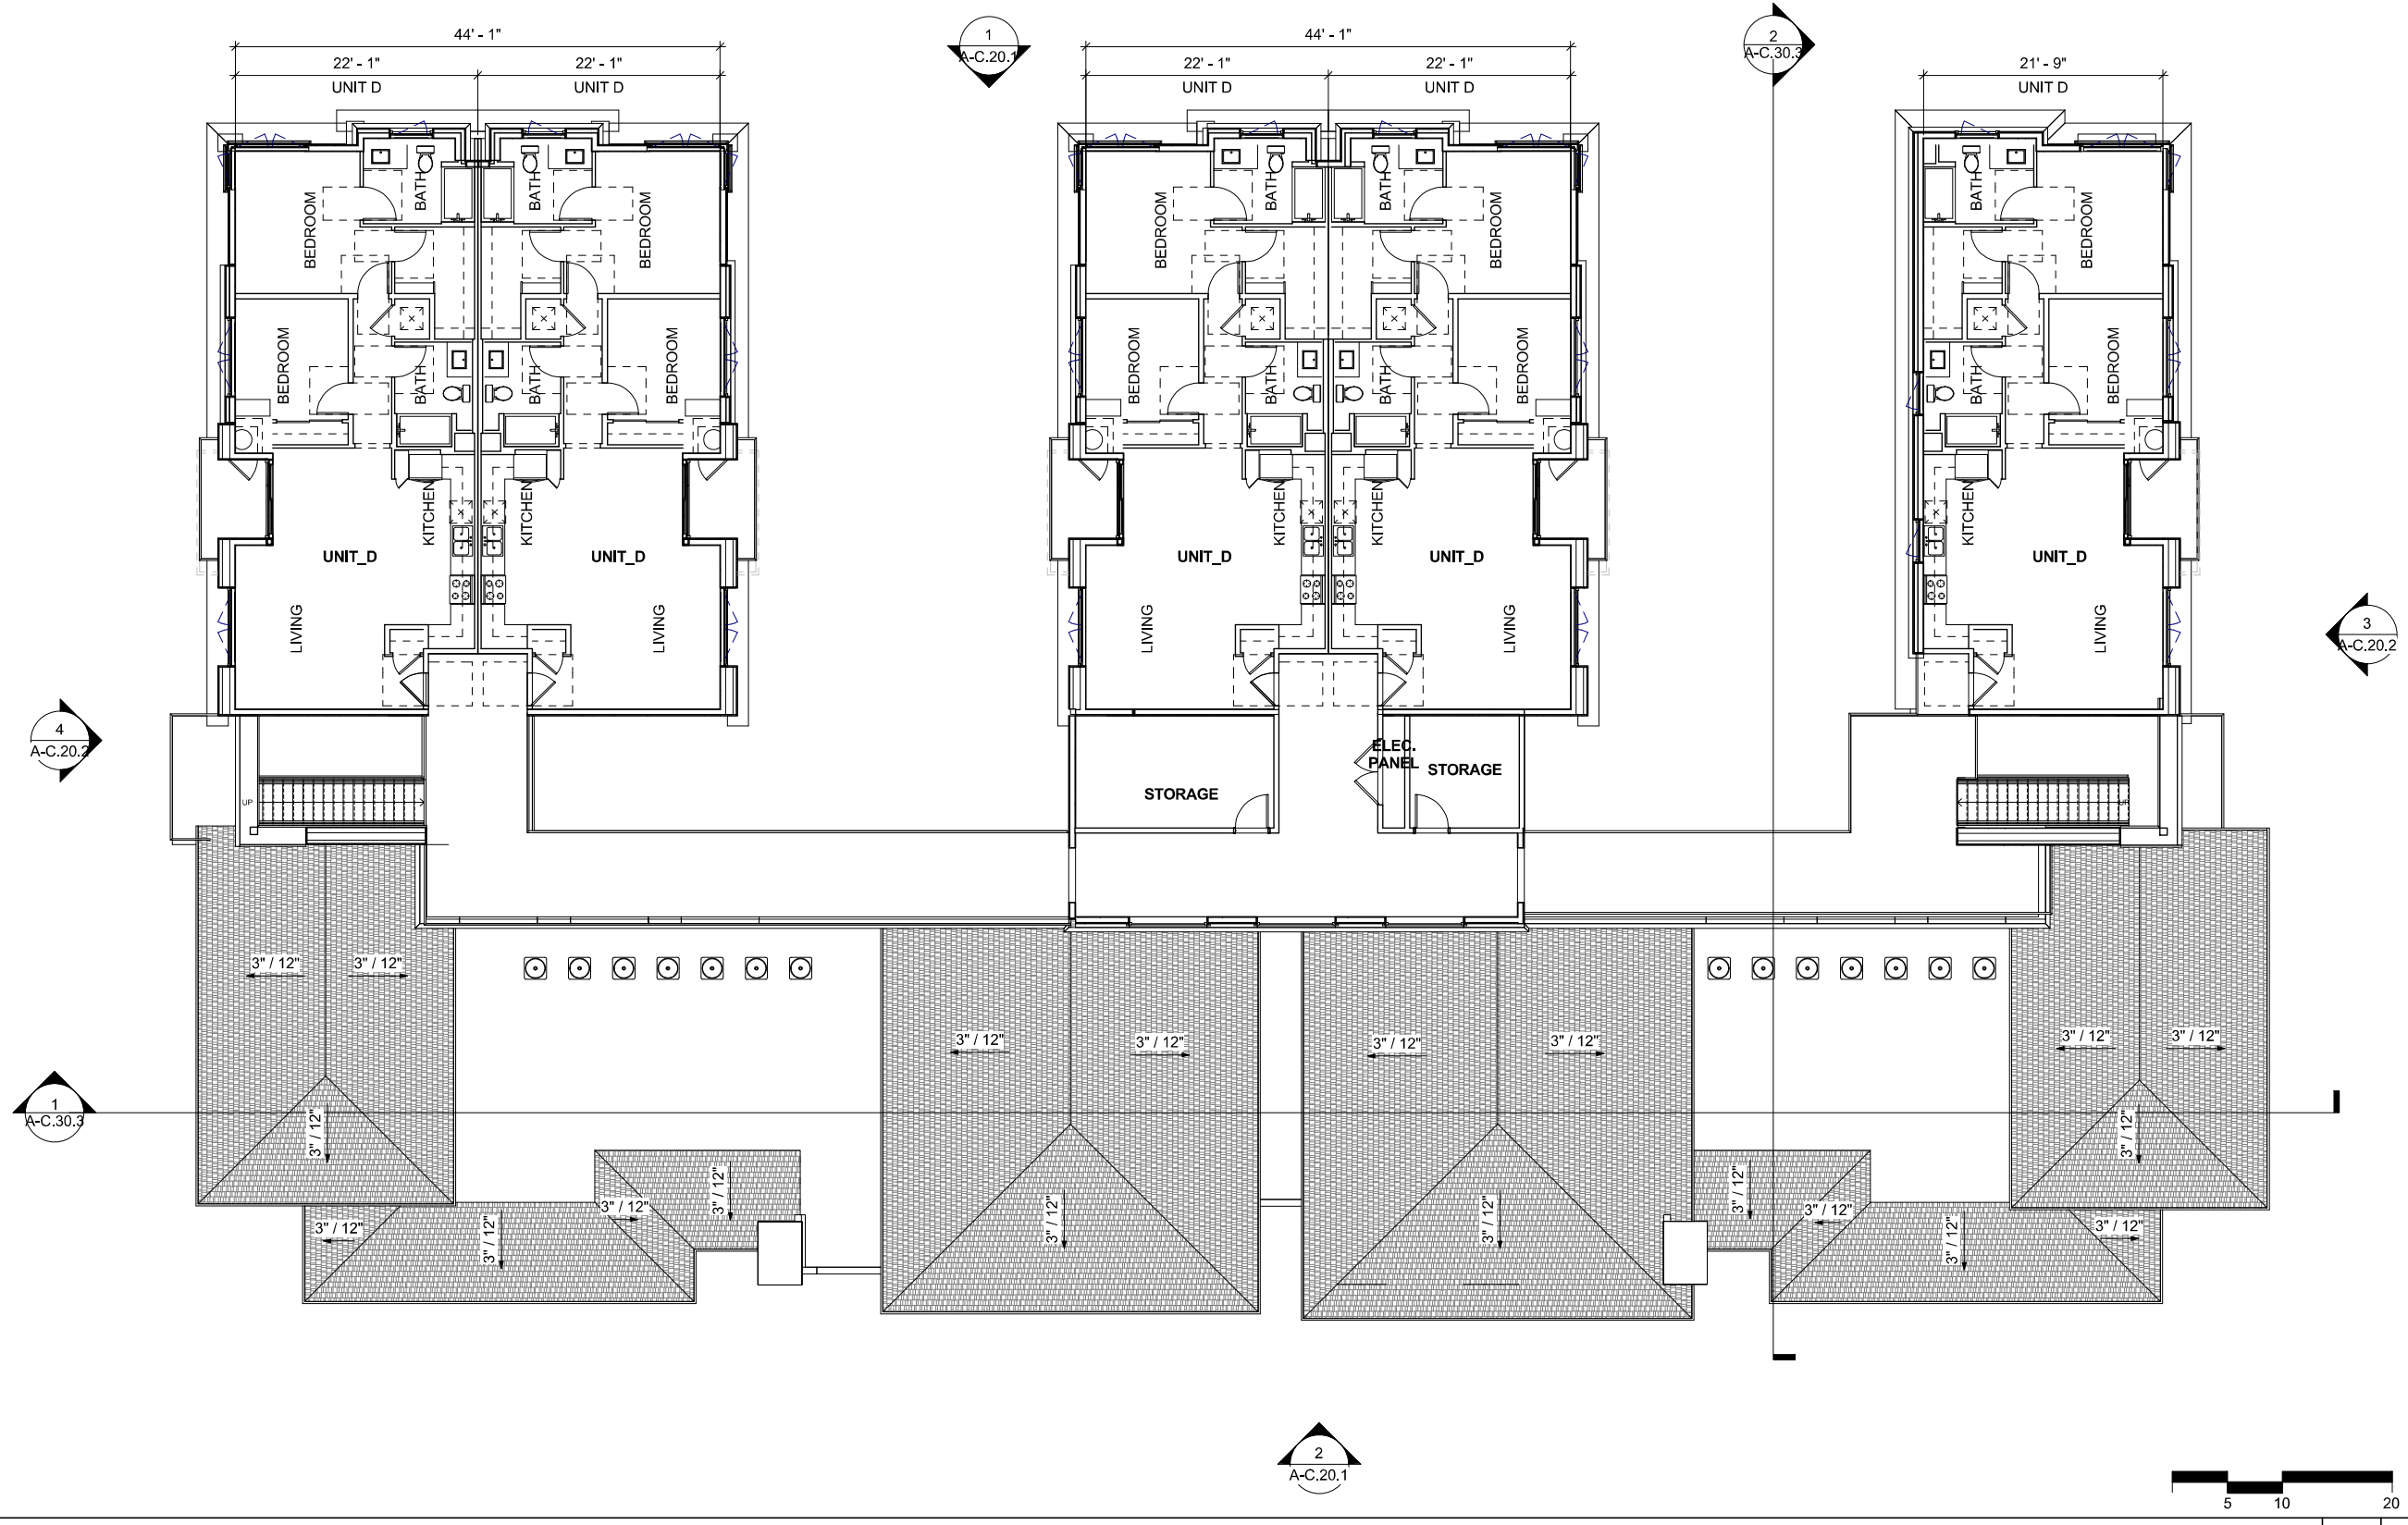 44' - 1"
1
A-C.20.1
44' - 1"
2
A-C.30.3
22' - 1"
22' - 1"
22' - 1"
22' - 1"
21' - 9"
UNIT D
UNIT D
UNIT D
UNIT D
UNIT D
BATH
BATH
BATH
BATH
BATH
BEDROOM
BEDROOM
BEDROOM
BEDROOM
BEDROOM
BEDROOM
BEDROOM
BEDROOM
BEDROOM
BEDROOM
BATH
BATH
BATH
BATH
BATH
KITCHEN
KITCHEN
KITCHEN
KITCHEN
KITCHEN
UNIT_D
UNIT_D
UNIT_D
UNIT_D
UNIT_D
LIVING
LIVING
LIVING
LIVING
LIVING
3
A-C.20.2
4
A-C.20.2
ELEC.
PANEL
STORAGE
STORAGE
UP
UP
3" / 12"
3" / 12"
3" / 12"
3" / 12"
3" / 12"
3" / 12"
3" / 12"
3" / 12"
1
A-C.30.3
3" / 12"
3" / 12"
3" / 12"
3" / 12"
3" / 12"
3" / 12"
3" / 12"
3" / 12"
3" / 12"
3" / 12"
3" / 12"
3" / 12"
3" / 12"
3" / 12"
2
A-C.20.1
5
10
20